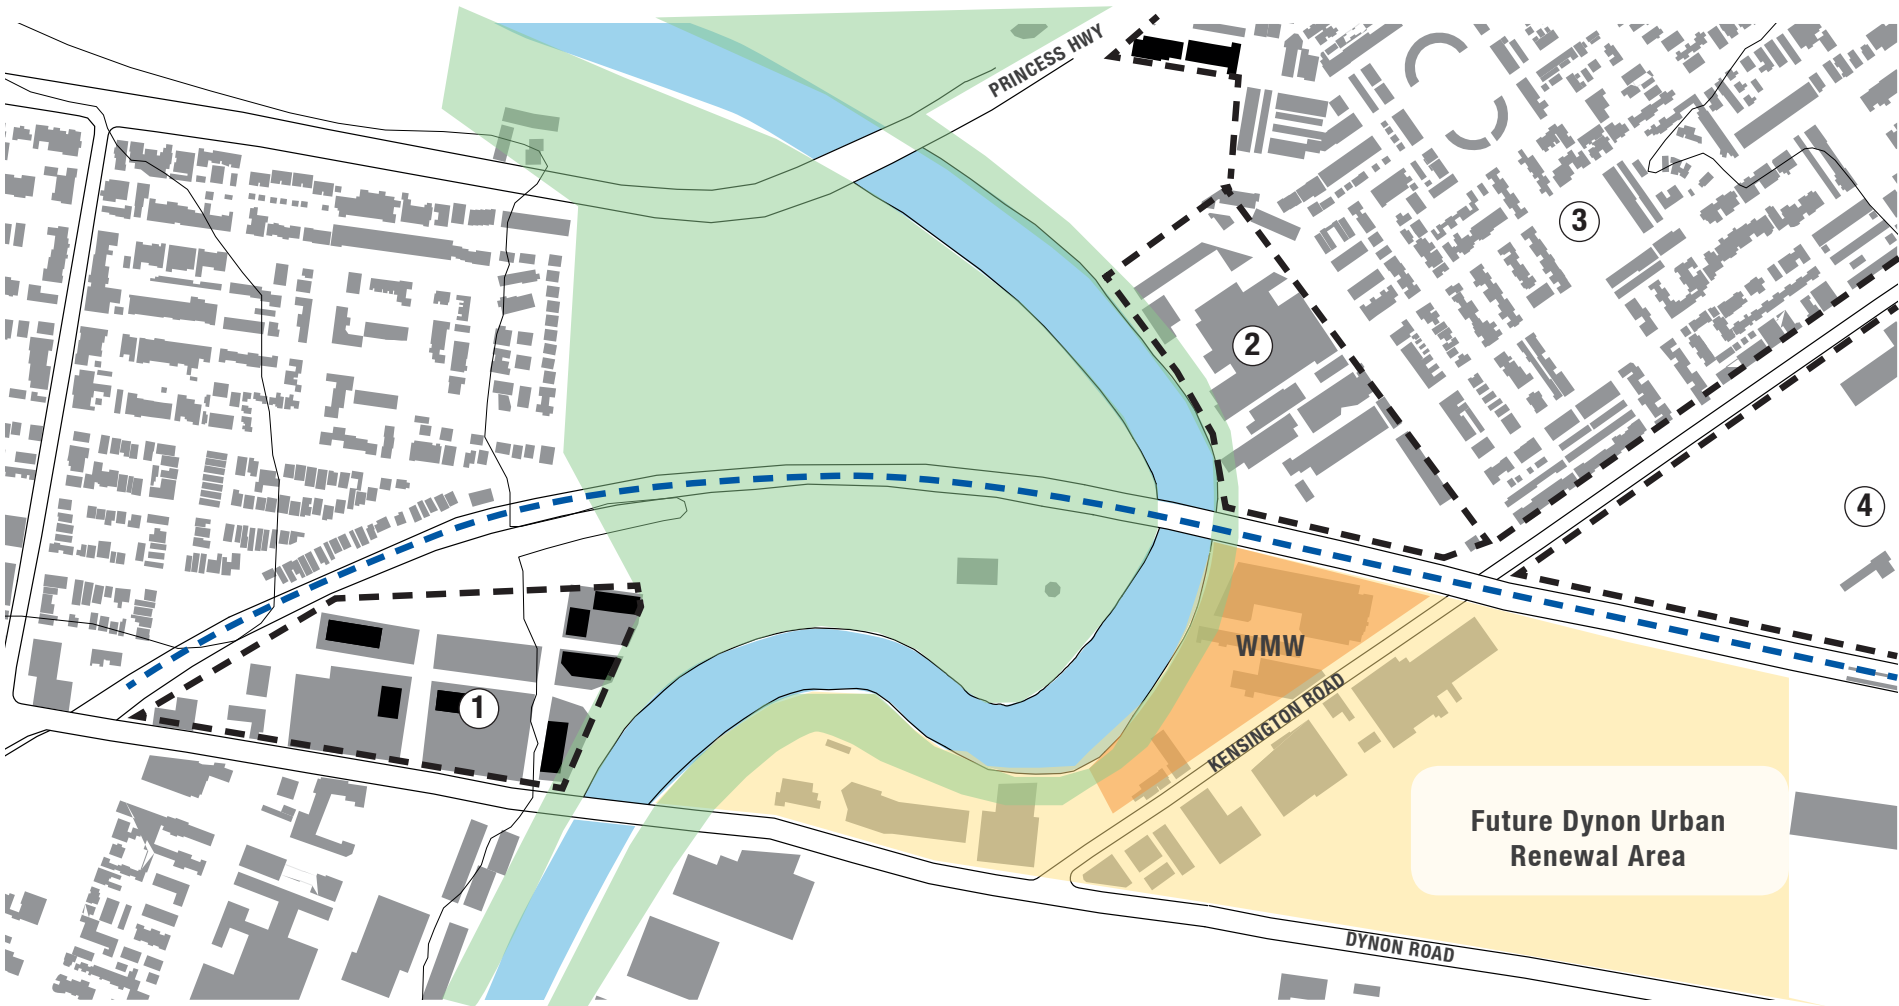 PRINCESS HWY
3
2
4
WMW
1
KENSINGTON ROAD
Future Dynon Urban
Renewal Area
DYNON ROAD